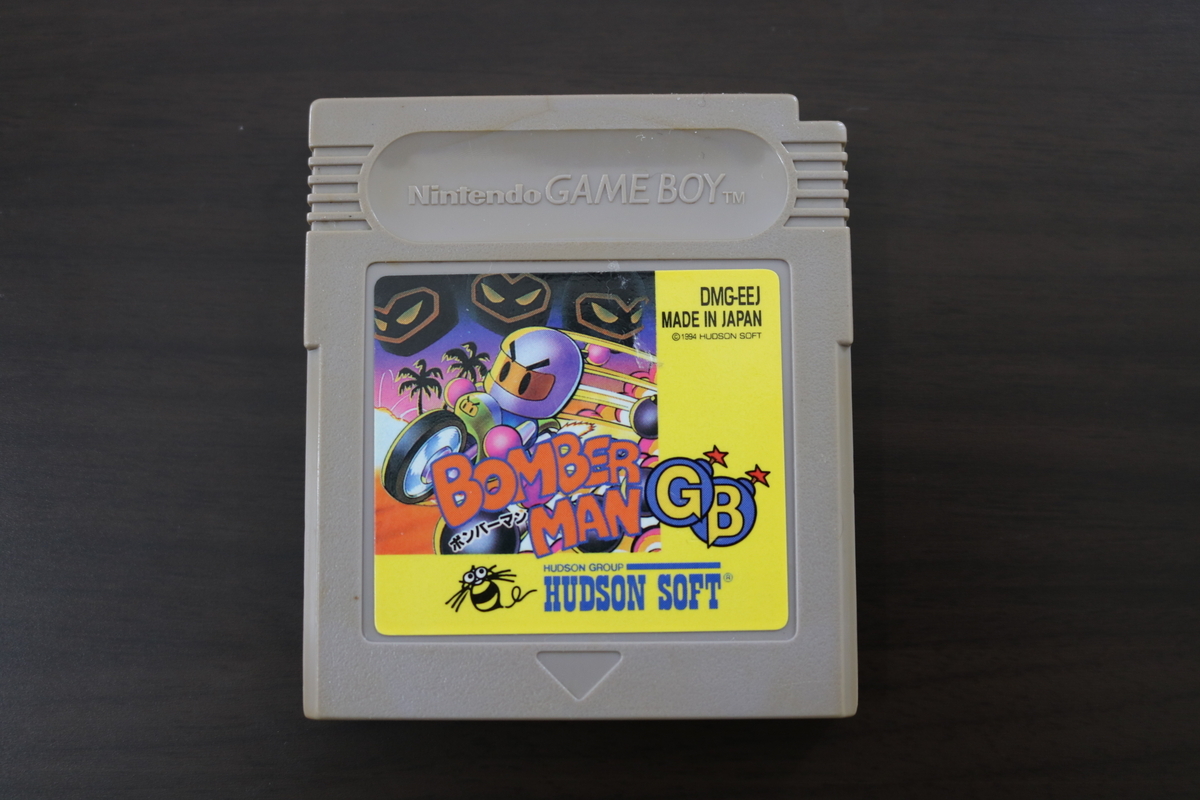 Nintendo GAME BOY™
DMG-EEJ
MADE IN JAPAN
©1994 HUDSON SOFT
BOMBER
MAN
ボンバーマン
GB
HUDSON GROUP
HUDSON SOFT®